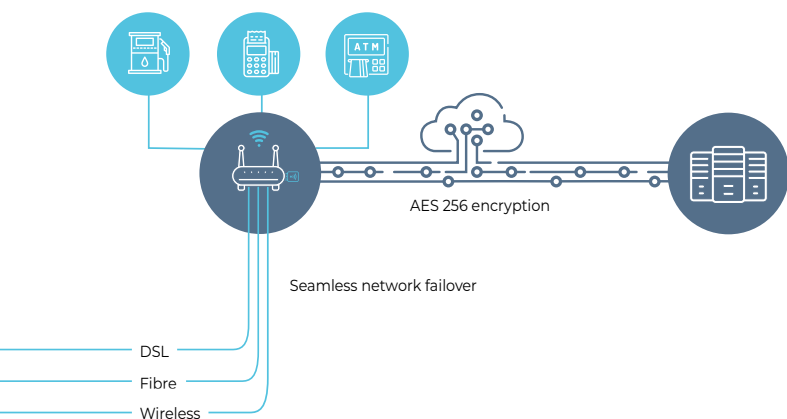 ATM
AES 256 encryption
Seamless network failover
DSL
Fibre
Wireless